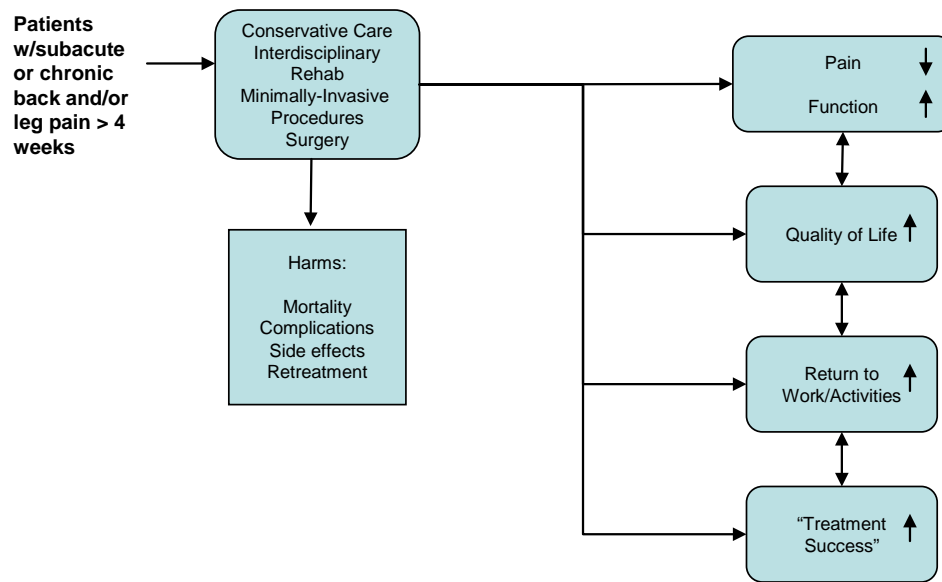 Patients
w/subacute
or chronic
back and/or
leg pain > 4
weeks
Conservative Care
Interdisciplinary
Rehab
Minimally-Invasive
Procedures
Surgery
Harms:
Mortality
Complications
Side effects
Retreatment
Pain
Function
Quality of Life
Return to
Work/Activities
“Treatment
Success”